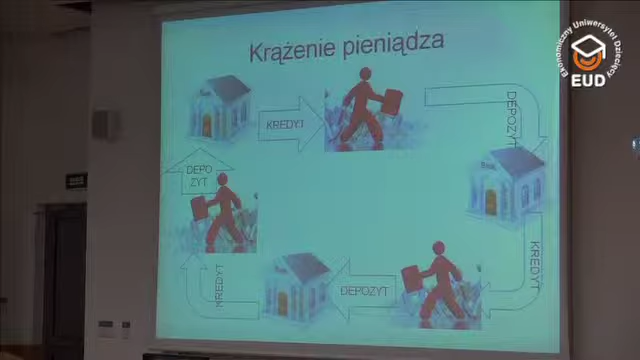 Krążenie pieniądza
Ekonomiczny Uniwersytet Dziecięcy
EUD
KREDYT
DEPOZYT
DEPO
ZYT
KREDYT
KREDYT
DEPOZYT